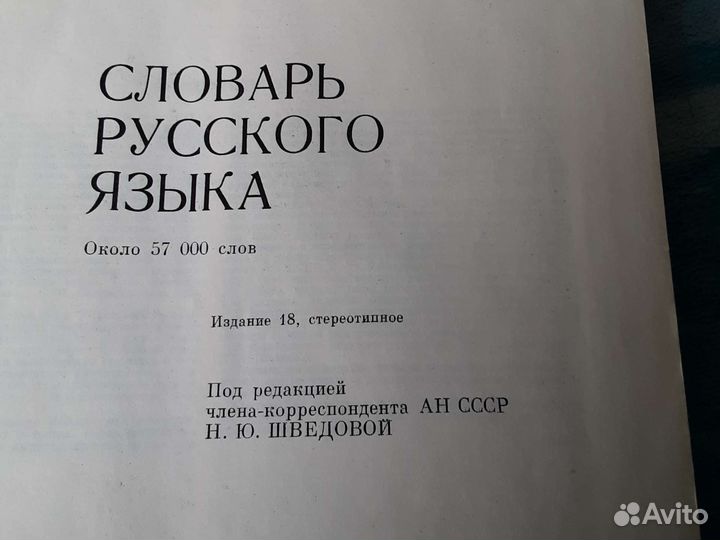 СЛОВАРЬ
РУССКОГО
ЯЗЫКА
Около 57 000 слов
Издание 18, стереотипное
Под редакцией
члена-корреспондента АН СССР
Н. Ю. ШВЕДОВОЙ
Avito